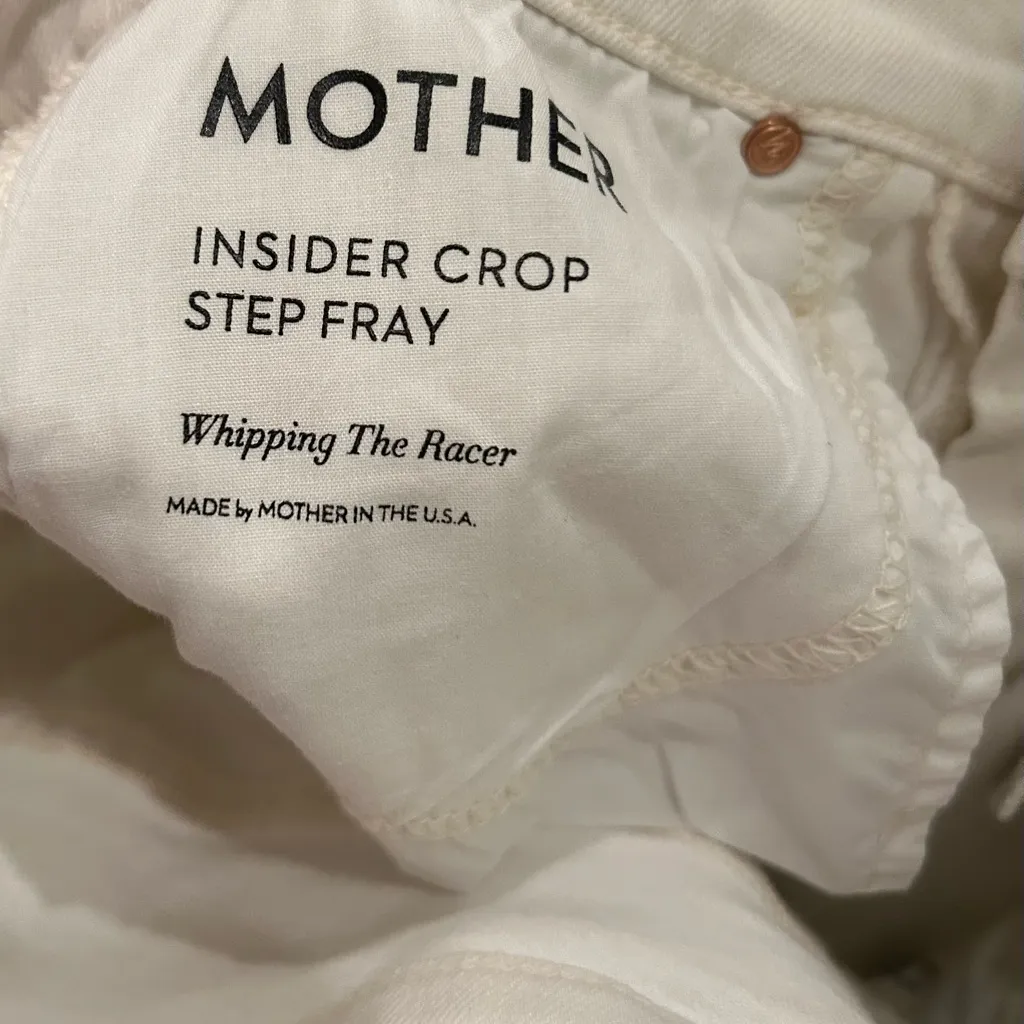 MOTHER
INSIDER CROP
STEP FRAY
Whipping The Racer
MADE by MOTHER IN THE U.S.A.